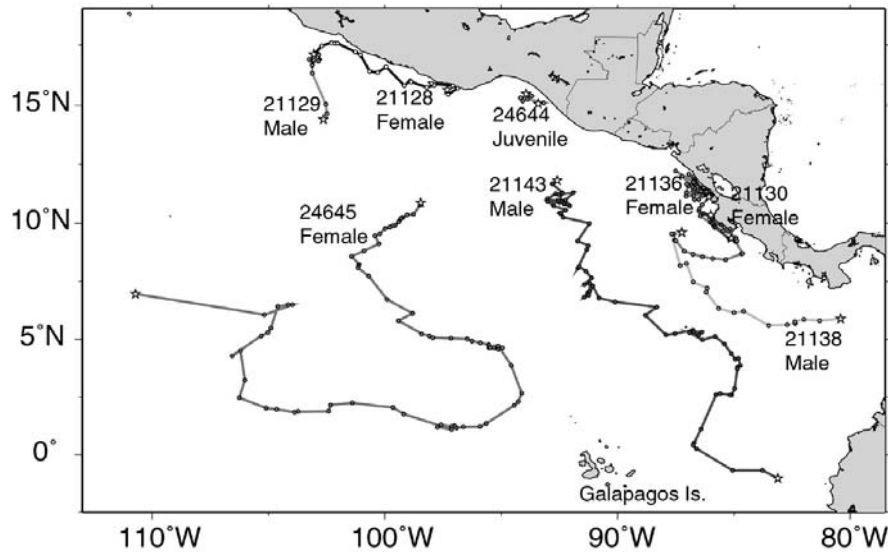 15°N
10°N
5°N
0°
110°W
100°W
90°W
80°W
21129
Male
21128
Female
24644
Juvenile
24645
Female
21143
Male
21136
Female
21130
Female
21138
Male
Galapagos Is.